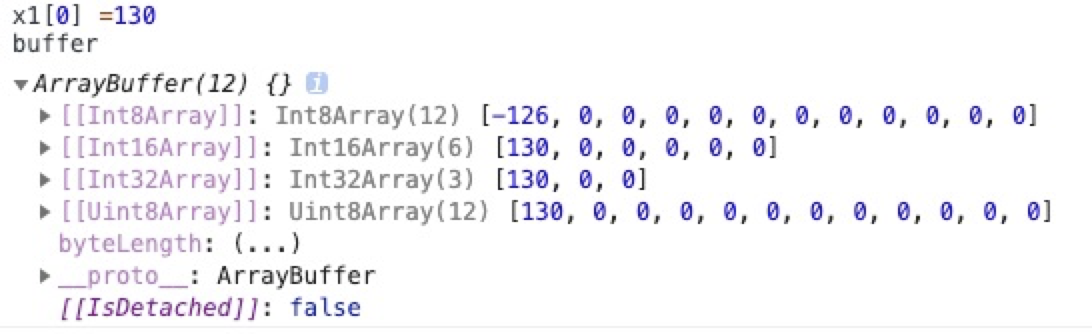 x1[0] =130
buffer
▼ArrayBuffer(12) {} i
▶[[Int8Array]]: Int8Array(12) [-126, 0, 0, 0, 0, 0, 0, 0, 0, 0, 0, 0]
▶[[Int16Array]]: Int16Array(6) [130, 0, 0, 0, 0, 0]
▶[[Int32Array]]: Int32Array(3) [130, 0, 0]
▶[[Uint8Array]]: Uint8Array(12) [130, 0, 0, 0, 0, 0, 0, 0, 0, 0, 0, 0]
byteLength: (...)
▶__proto__: ArrayBuffer
[[IsDetached]]: false